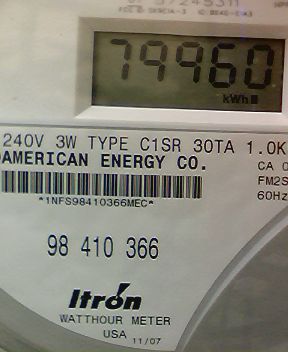 79960
kWh
240V 3W TYPE C1SR 30TA 1.0K
AMERICAN ENERGY CO.
CA 0
FM2S
60Hz
*1NFS98410366MEC*
98 410 366
Itron
WATTHOUR METER
USA 11/07